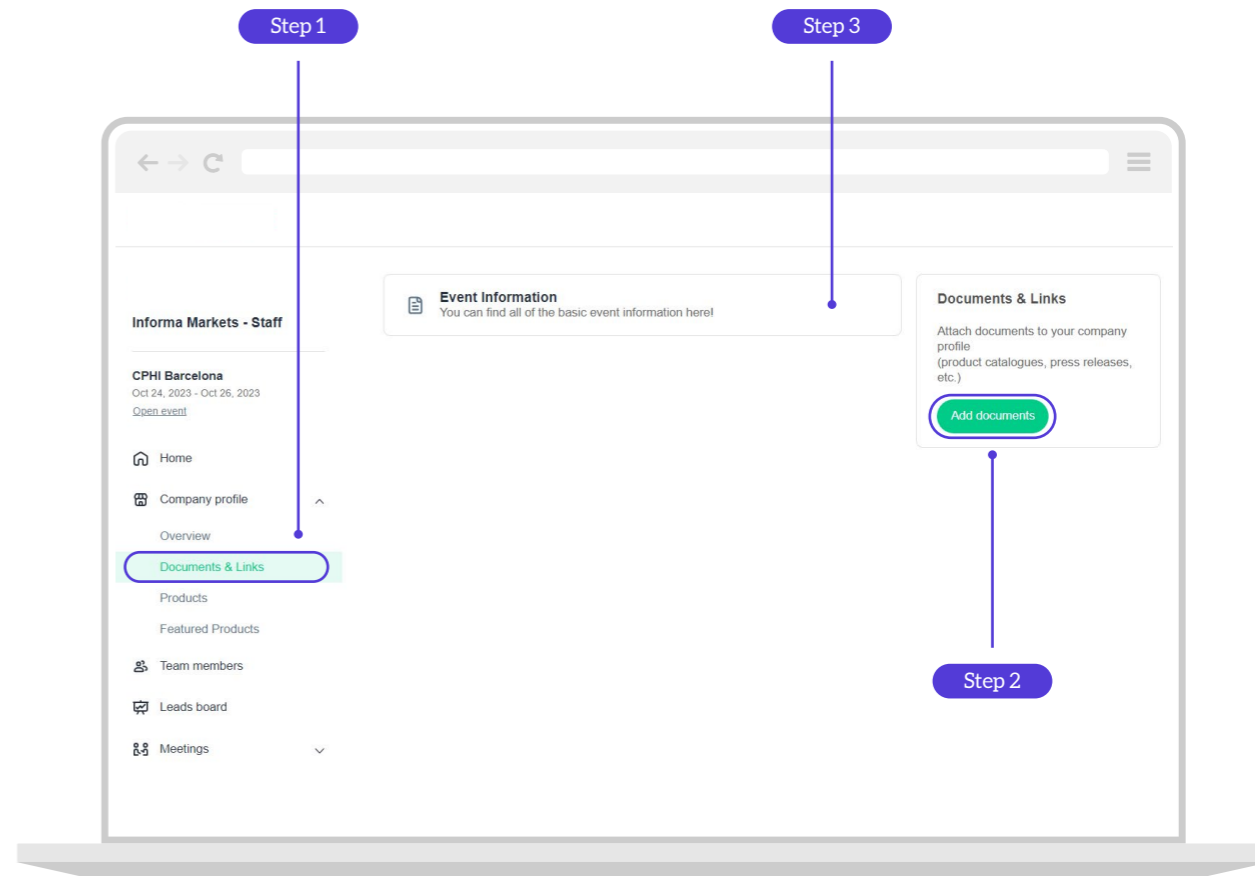 Step 1
Step 3
Informa Markets - Staff
CPHI Barcelona
Oct 24, 2023 - Oct 26, 2023
Open event
Home
Company profile
Overview
Documents & Links
Products
Featured Products
Team members
Leads board
Meetings
Event Information
You can find all of the basic event information here!
Documents & Links
Attach documents to your company
profile
(product catalogues, press releases,
etc.)
Add documents
Step 2